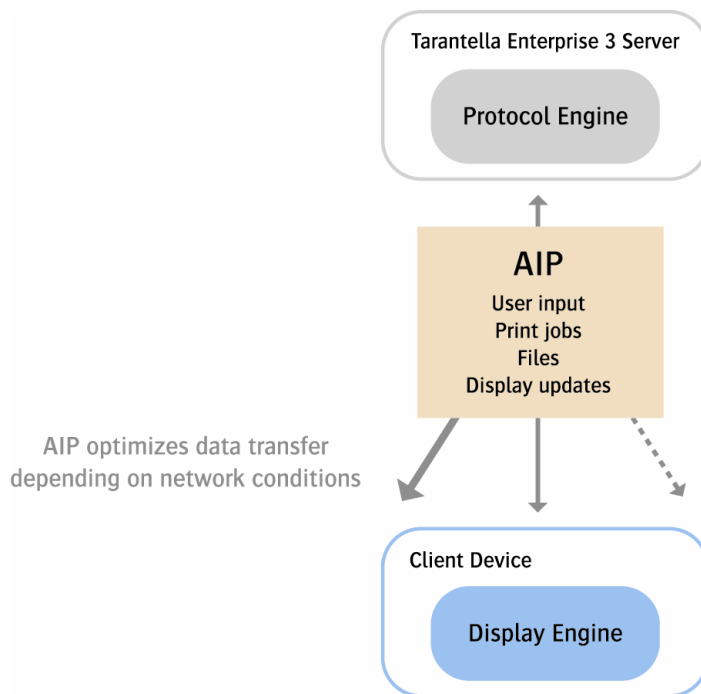 Tarantella Enterprise 3 Server
Protocol Engine
AIP
User input
Print jobs
Files
Display updates
AIP optimizes data transfer
depending on network conditions
Client Device
Display Engine